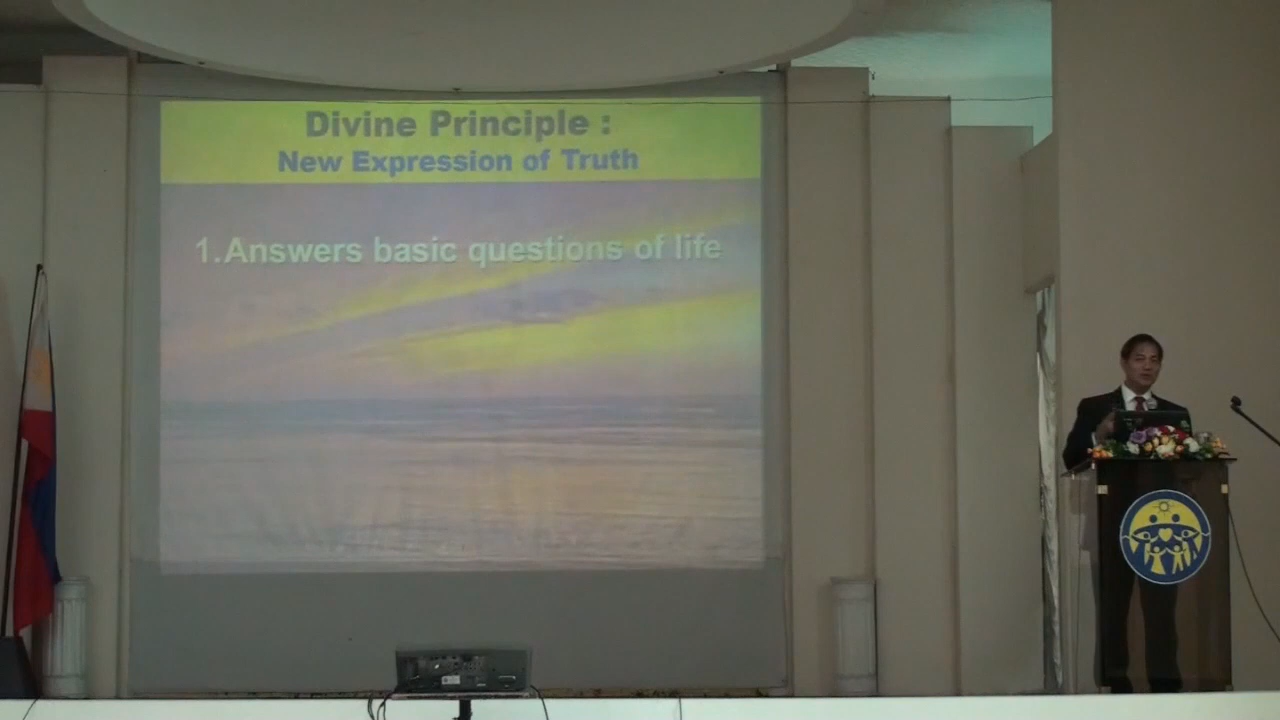 Divine Principle :
New Expression of Truth
1.Answers basic questions of life